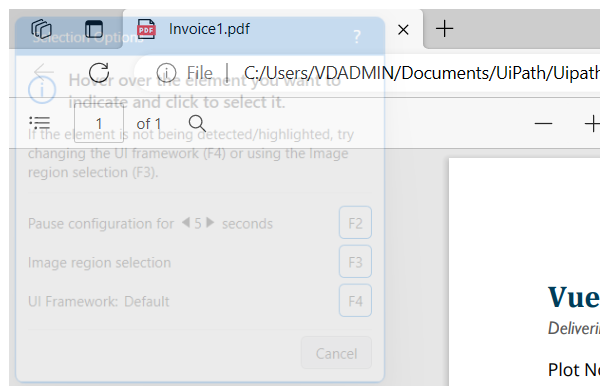 Invoice1.pdf
PDF
Selection Options
?
File | C:/Users/VDADMIN/Documents/UiPath/Uipath
Hover over the element you want to
indicate and click to select it.
1 of 1
If the element is not being detected/highlighted, try
changing the UI framework (F4) or using the Image
region selection (F3).
Pause configuration for 5 seconds F2
Image region selection F3
UI Framework: Default F4
Cancel
Vue
Deliveri
Plot N